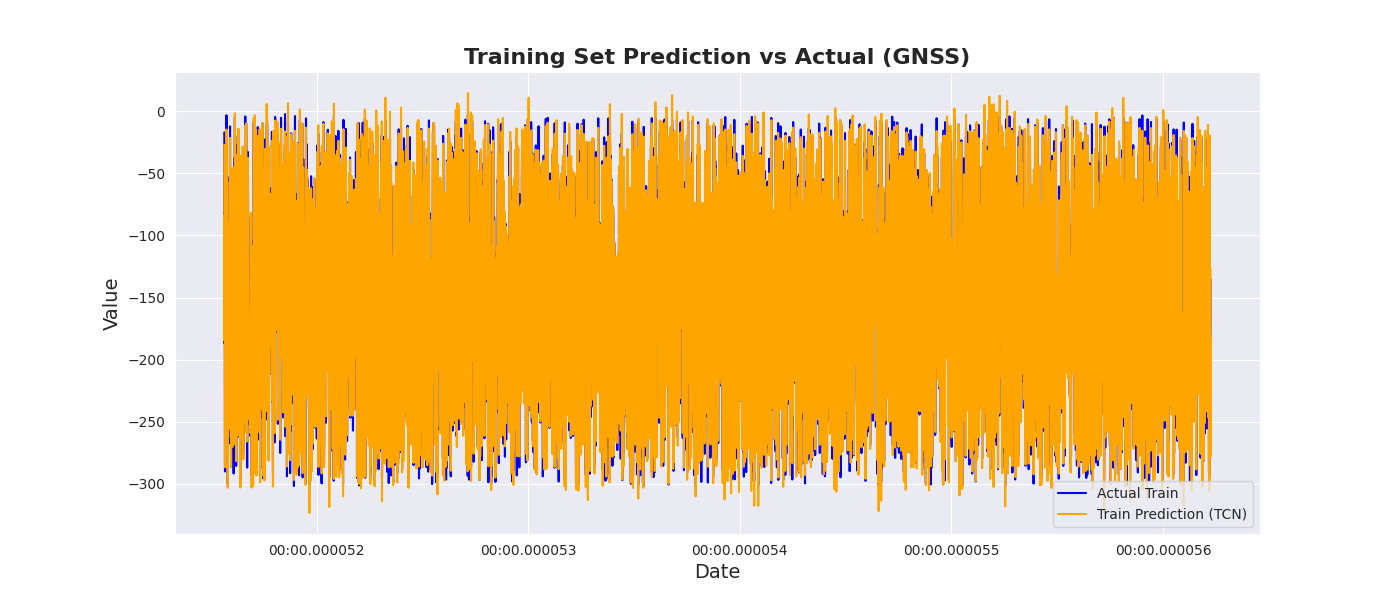 Training Set Prediction vs Actual (GNSS)
Value
0
−50
−100
−150
−200
−250
−300
Actual Train
Train Prediction (TCN)
00:00.000052
00:00.000053
00:00.000054
00:00.000055
00:00.000056
Date